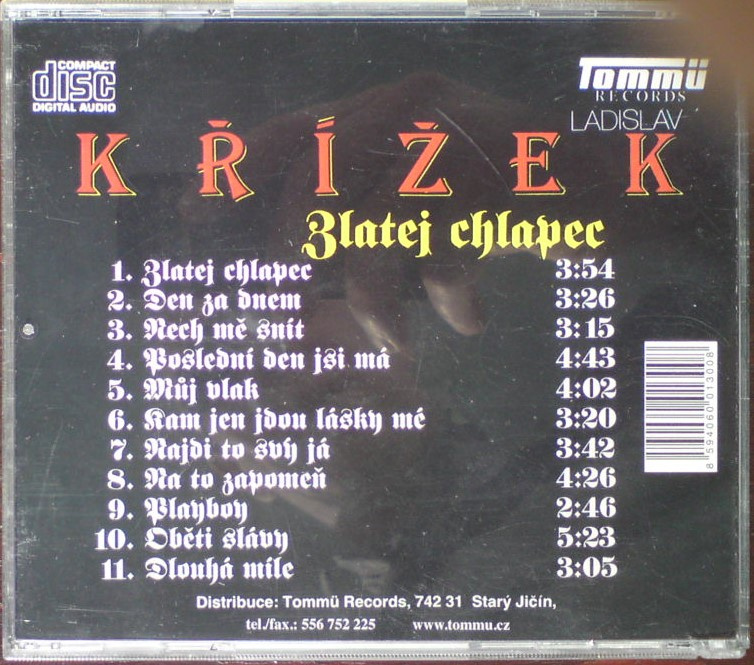 COMPACT
disc
DIGITAL AUDIO
Tommü
RECORDS
LADISLAV
KŘÍŽEK
Zlatej chlapec
1. Zlatej chlapec 3:54
2. Den za dnem 3:26
3. Nech mě snít 3:15
4. Poslední den jsi má 4:43
5. Můj vlak 4:02
6. Kam jen jdou lásky mé 3:20
7. Najdi to svý já 3:42
8. Na to zapomeň 4:26
9. Playboy 2:46
10. Oběti slávy 5:23
11. Dlouhá míle 3:05
8 594060 013008
Distribuce: Tommü Records, 742 31 Starý Jičín,
tel./fax.: 556 752 225 www.tommu.cz